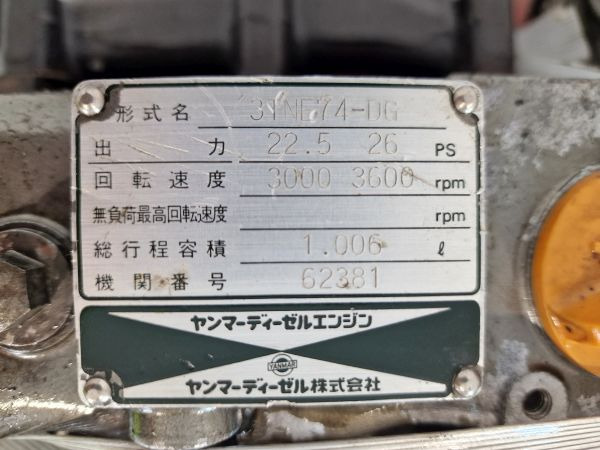 形式名 3TNE74-DG
出力 22.5 26 PS
回転速度 3000 3600 rpm
無負荷最高回転速度 rpm
総行程容積 1.006 ℓ
機関番号 62381
ヤンマーディーゼルエンジン
YANMAR
ヤンマーディーゼル株式会社